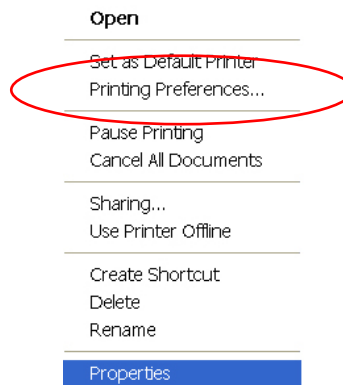 Open
Set as Default Printer
Printing Preferences...
Pause Printing
Cancel All Documents
Sharing...
Use Printer Offline
Create Shortcut
Delete
Rename
Properties